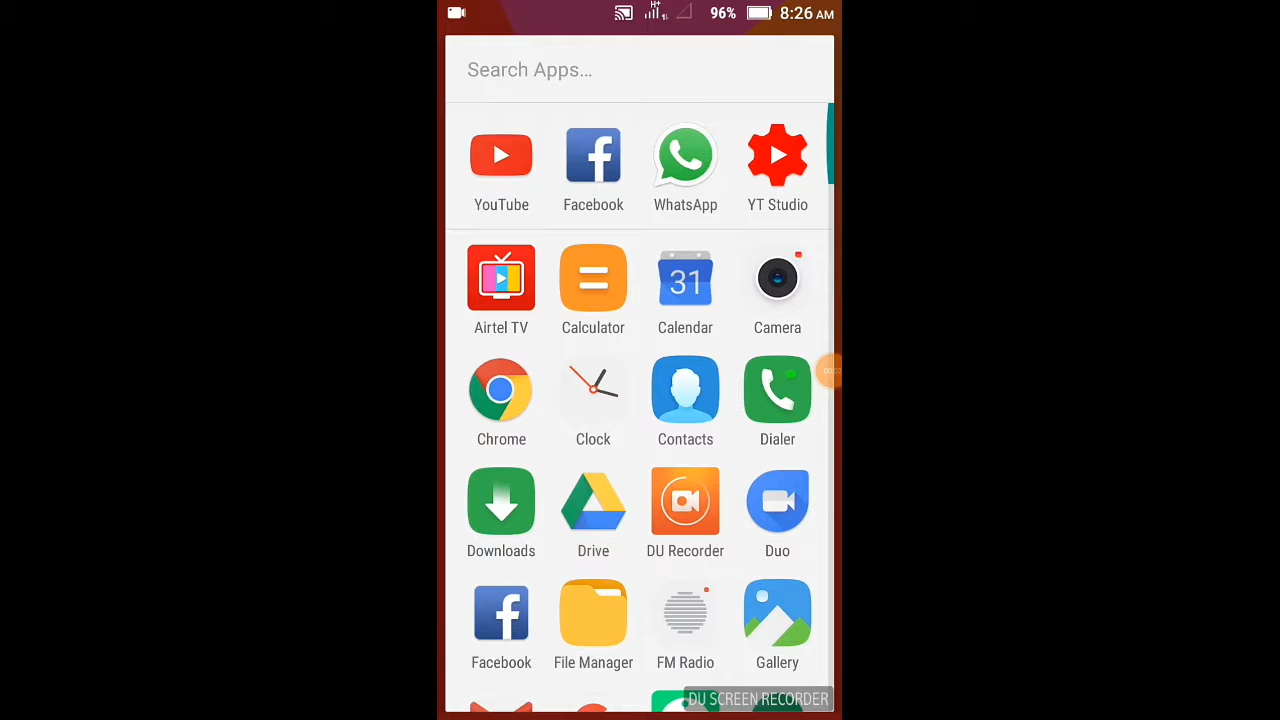 H+
96%
8:26 AM
Search Apps...
YouTube
Facebook
WhatsApp
YT Studio
Airtel TV
31
Calculator
Calendar
Camera
Chrome
Clock
Contacts
Dialer
Downloads
Drive
DU Recorder
Duo
Facebook
File Manager
FM Radio
Gallery
DU SCREEN RECORDER